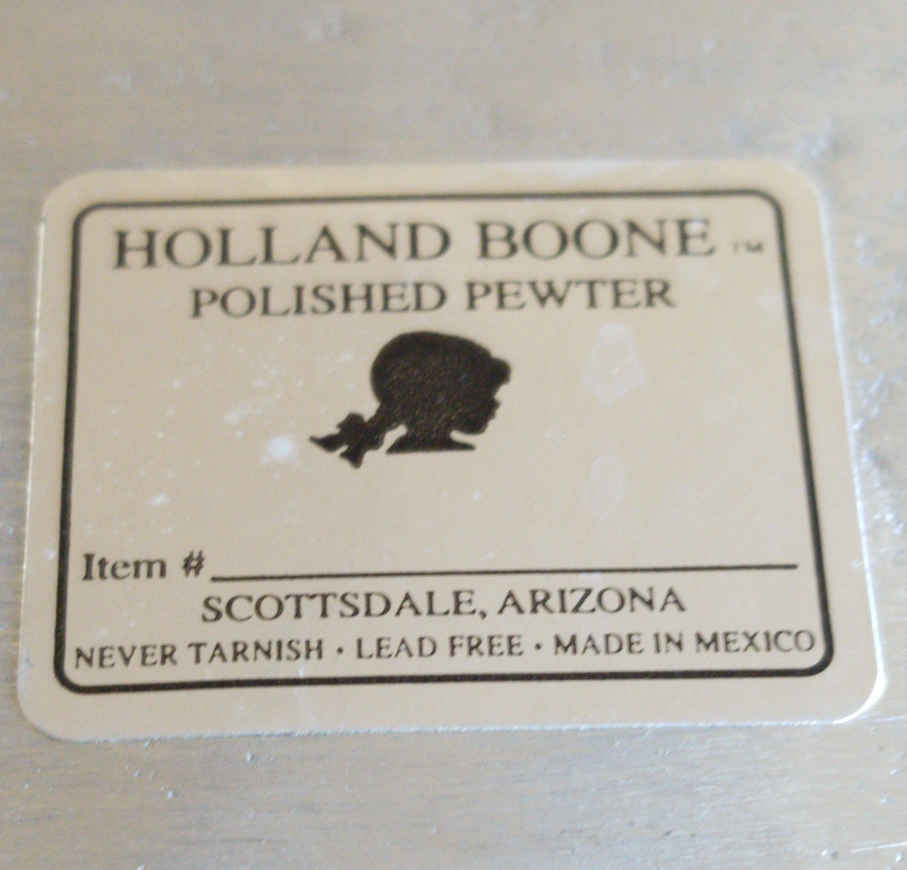 HOLLAND BOONE ™
POLISHED PEWTER
Item #
SCOTTSDALE, ARIZONA
NEVER TARNISH · LEAD FREE · MADE IN MEXICO